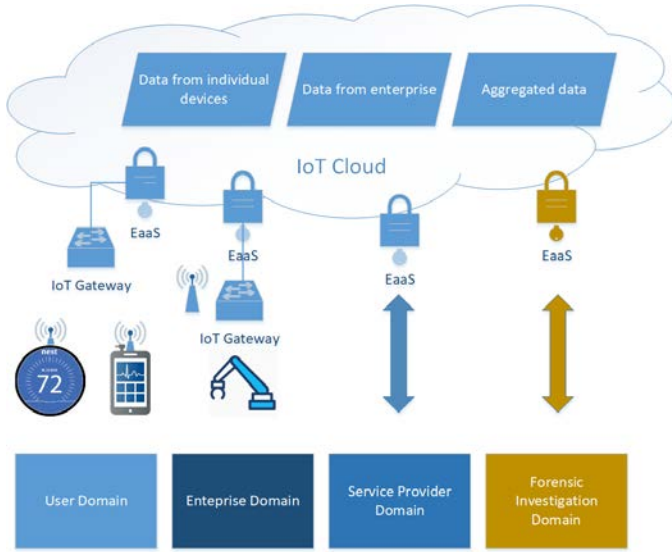 Data from individual
devices
Data from enterprise
Aggregated data
IoT Cloud
EaaS
EaaS
EaaS
EaaS
IoT Gateway
IoT Gateway
nest
72
User Domain
Enteprise Domain
Service Provider
Domain
Forensic
Investigation
Domain